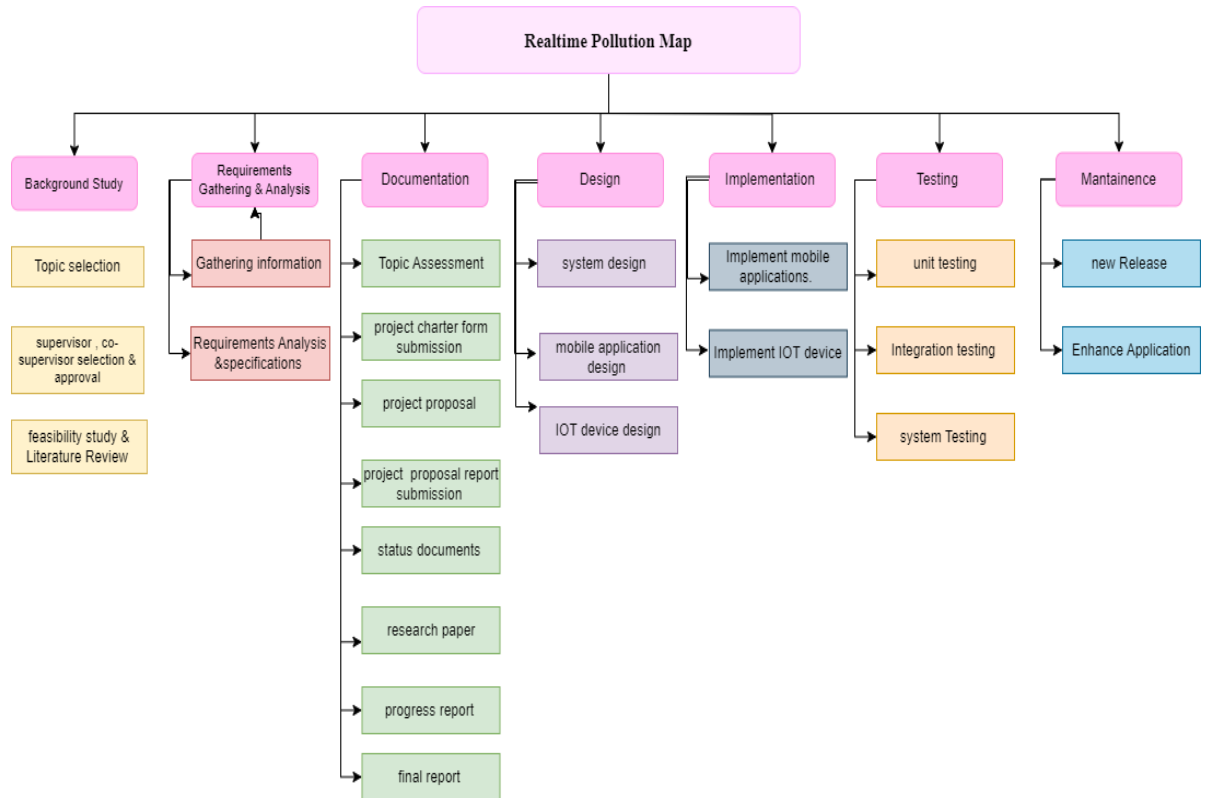 Realtime Pollution Map
Background Study
Topic selection
supervisor , co-
supervisor selection &
approval
feasibility study &
Literature Review
Requirements
Gathering & Analysis
Gathering information
Requirements Analysis
&specifications
Documentation
Topic Assessment
project charter form
submission
project proposal
project proposal report
submission
status documents
research paper
progress report
final report
Design
system design
mobile application
design
IOT device design
Implementation
Implement mobile
applications.
Implement IOT device
Testing
unit testing
Integration testing
system Testing
Mantainence
new Release
Enhance Application